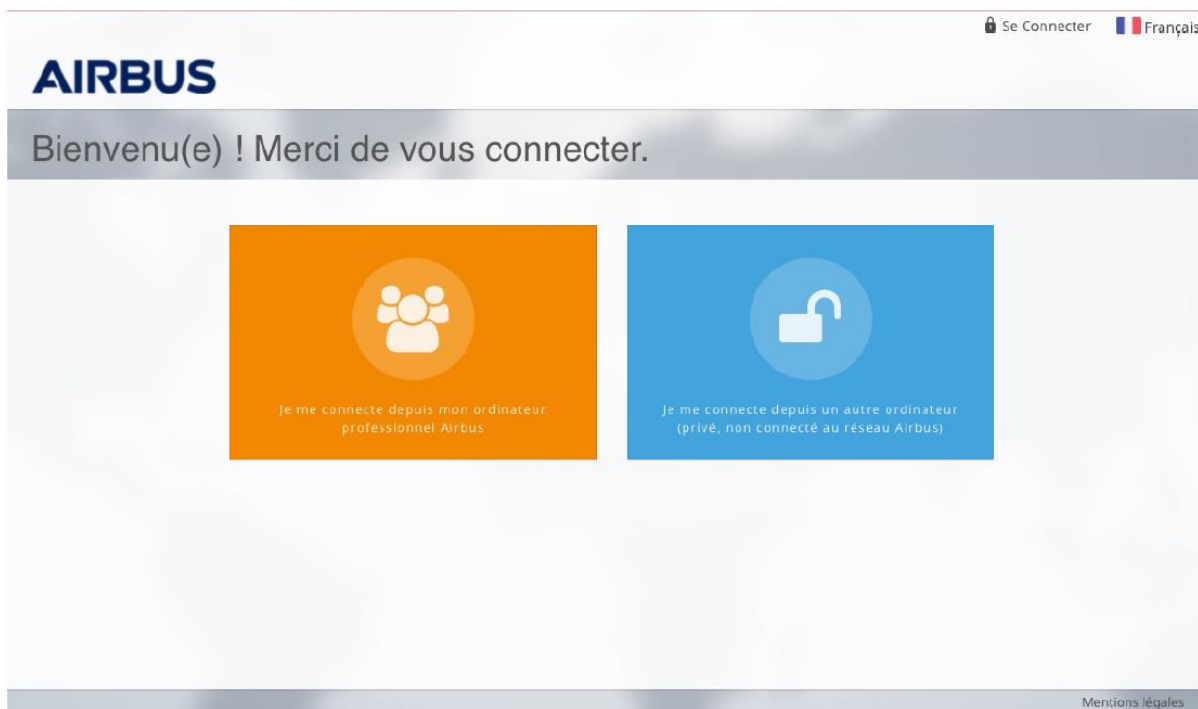 Se Connecter Français
AIRBUS
Bienvenu(e) ! Merci de vous connecter.
Je me connecte depuis mon ordinateur
professionnel Airbus
Je me connecte depuis un autre ordinateur
(privé, non connecté au réseau Airbus)
Mentions légales